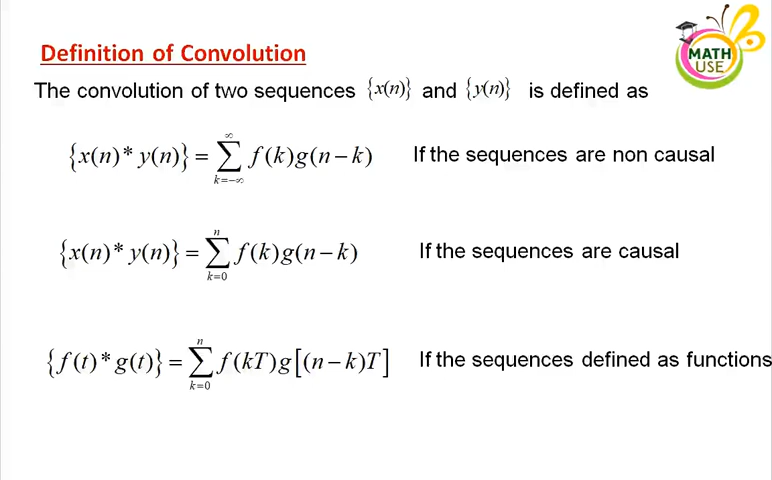 MATH
USE
Definition of Convolution
The convolution of two sequences {x(n)} and {y(n)} is defined as
{x(n) * y(n)} = ∑_{k=-∞}^{∞} f(k)g(n-k) If the sequences are non causal
{x(n) * y(n)} = ∑_{k=0}^{n} f(k)g(n-k) If the sequences are causal
{f(t) * g(t)} = ∑_{k=0}^{n} f(kT)g[(n-k)T] If the sequences defined as functions